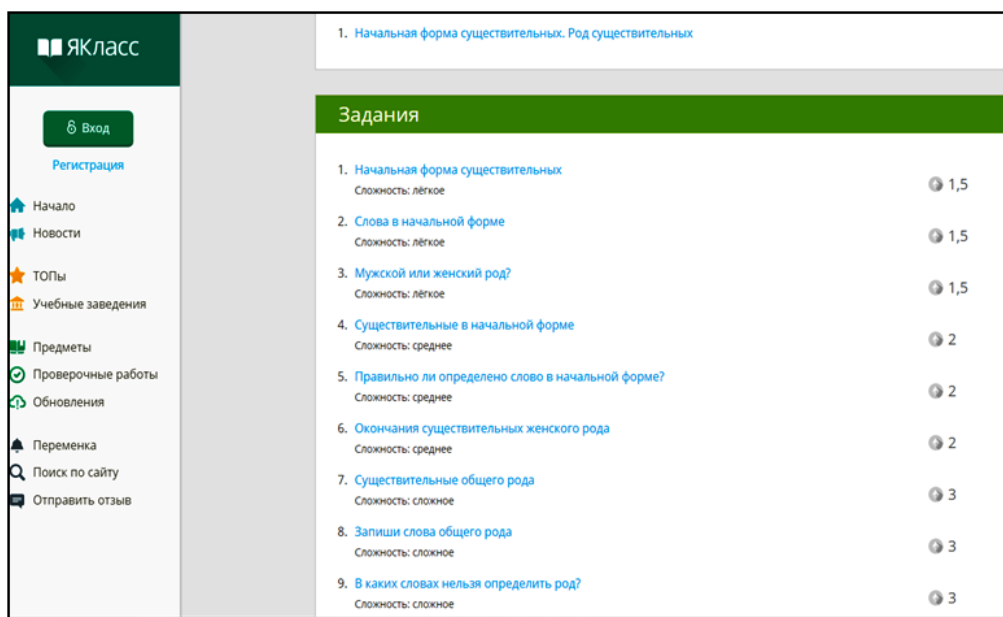 ЯКласс
Вход
Регистрация
Начало
Новости
ТОПы
Учебные заведения
Предметы
Проверочные работы
Обновления
Переменка
Поиск по сайту
Отправить отзыв
1. Начальная форма существительных. Род существительных
Задания
1. Начальная форма существительных
Сложность: лёгкое
1,5
2. Слова в начальной форме
Сложность: лёгкое
1,5
3. Мужской или женский род?
Сложность: лёгкое
1,5
4. Существительные в начальной форме
Сложность: среднее
2
5. Правильно ли определено слово в начальной форме?
Сложность: среднее
2
6. Окончания существительных женского рода
Сложность: среднее
2
7. Существительные общего рода
Сложность: сложное
3
8. Запиши слова общего рода
Сложность: сложное
3
9. В каких словах нельзя определить род?
Сложность: сложное
3